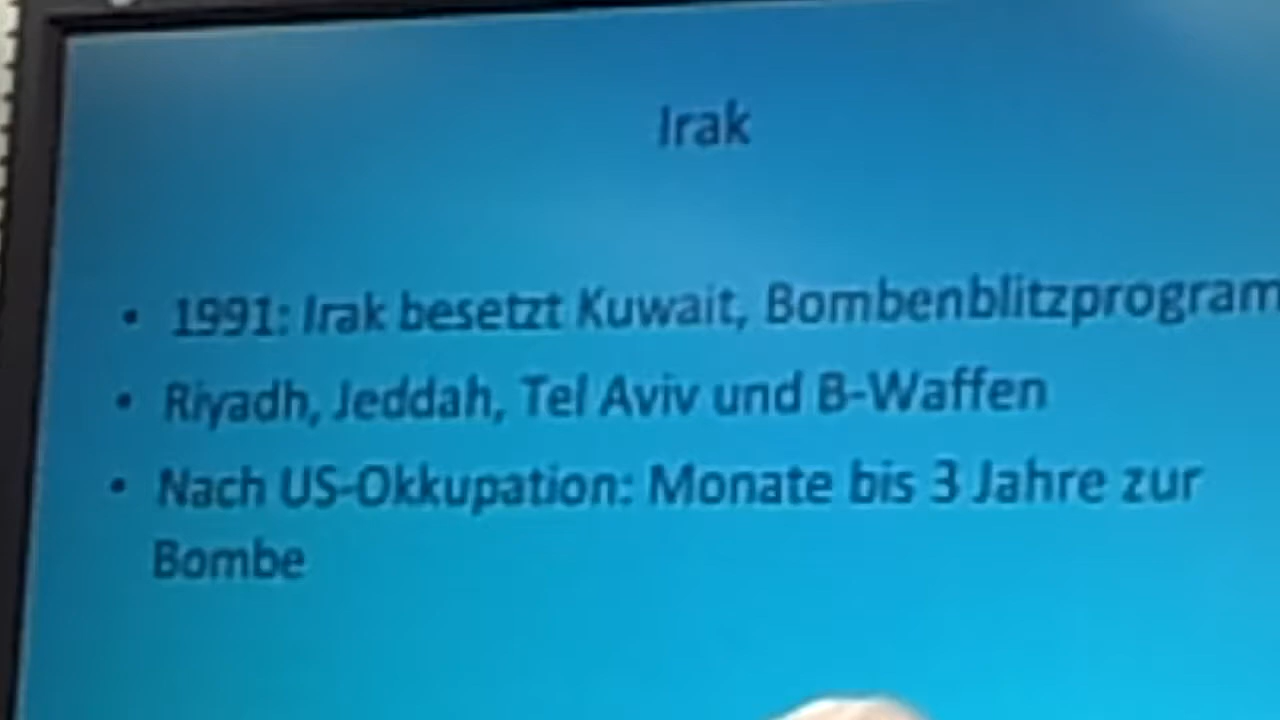 Irak
• 1991: Irak besetzt Kuwait, Bombenblitzprogram
• Riyadh, Jeddah, Tel Aviv und B-Waffen
• Nach US-Okkupation: Monate bis 3 Jahre zur
Bombe